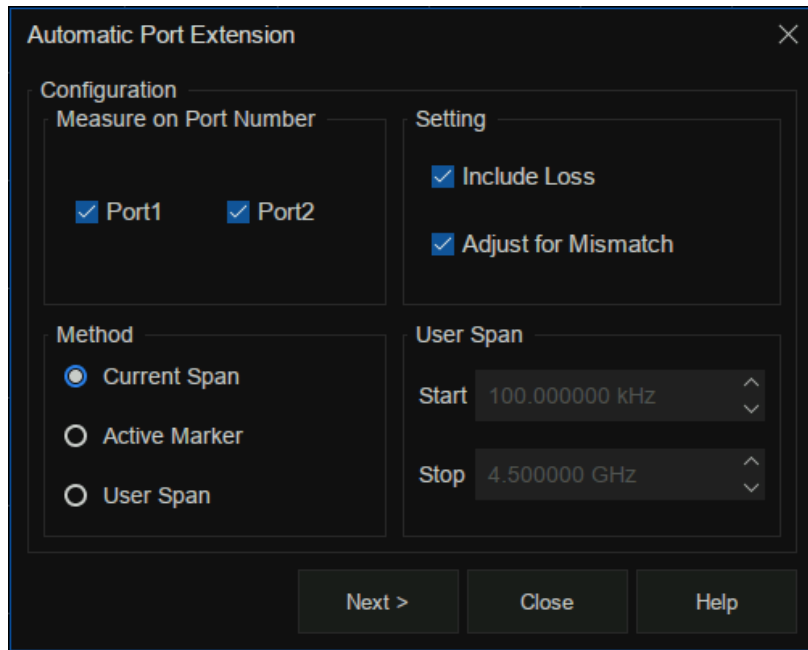 Automatic Port Extension
Configuration
Measure on Port Number
Port1
Port2
Setting
Include Loss
Adjust for Mismatch
Method
Current Span
Active Marker
User Span
User Span
Start 100.000000 kHz
Stop 4.500000 GHz
Next >
Close
Help